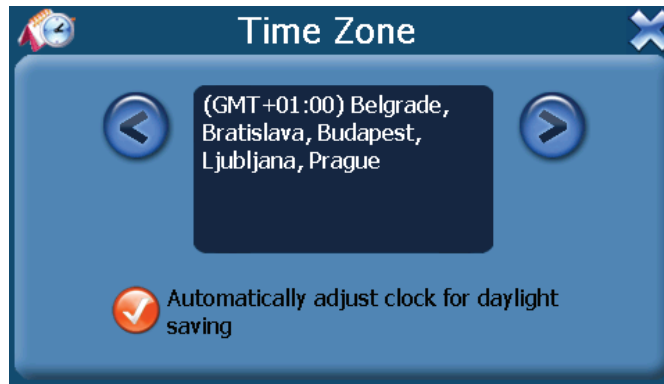 Time Zone
(GMT+01:00) Belgrade,
Bratislava, Budapest,
Ljubljana, Prague
Automatically adjust clock for daylight
saving